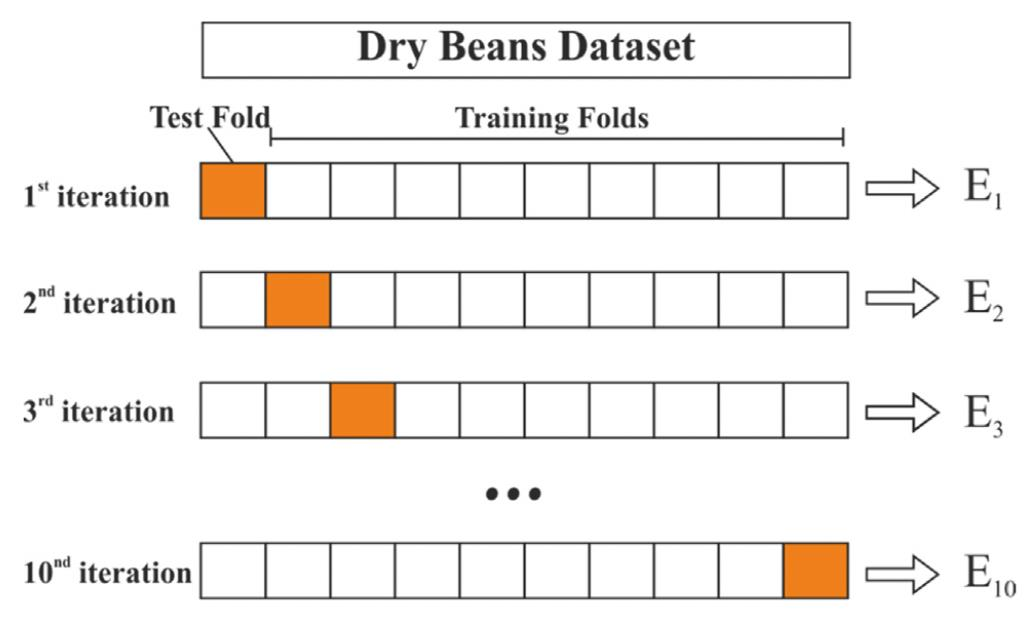 Dry Beans Dataset
Test Fold
Training Folds
1st iteration
E1
2nd iteration
E2
3rd iteration
E3
•••
10nd iteration
E10